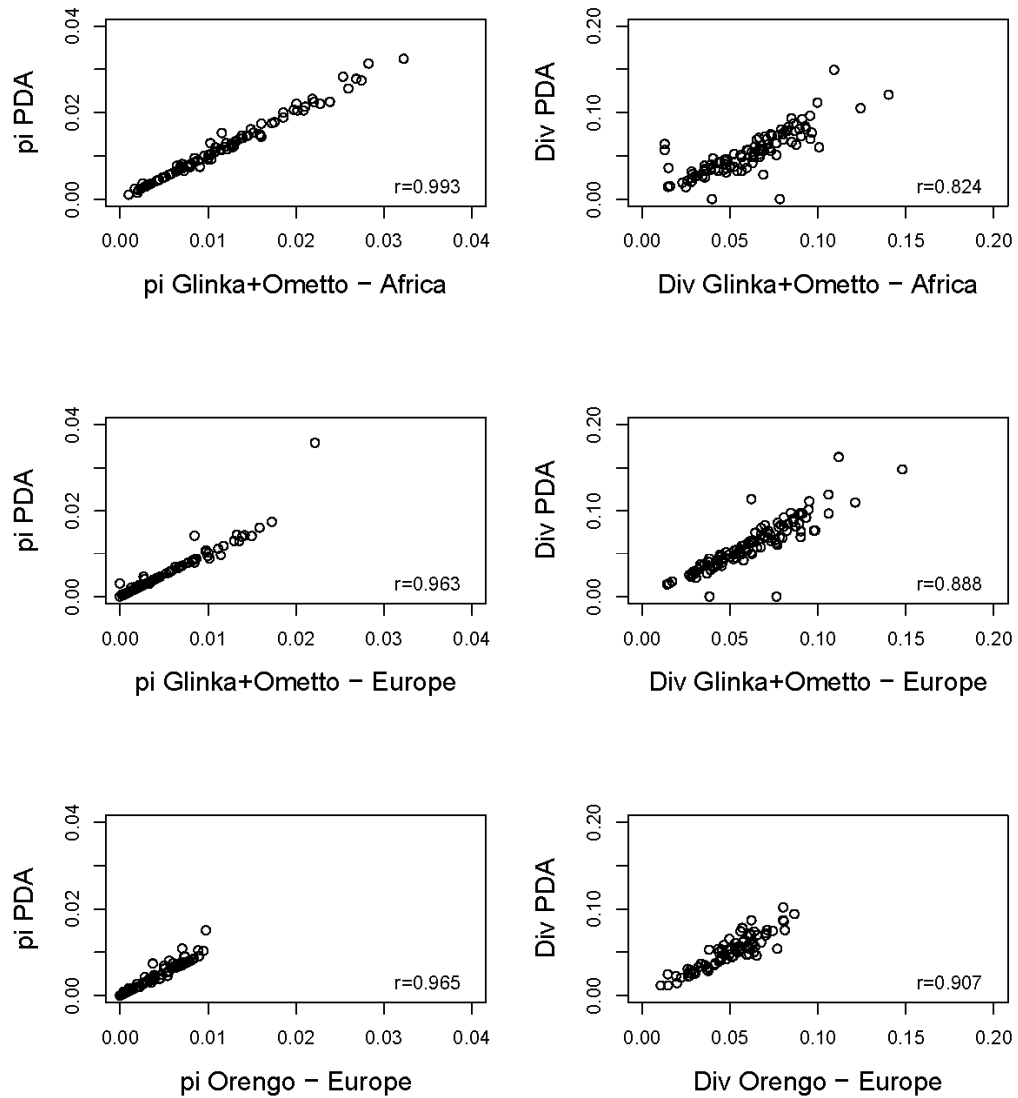 pi PDA
0.00 0.02 0.04
r=0.993
0.00 0.01 0.02 0.03 0.04
pi Glinka+Ometto − Africa
Div PDA
0.00 0.10 0.20
r=0.824
0.00 0.05 0.10 0.15 0.20
Div Glinka+Ometto − Africa
pi PDA
0.00 0.02 0.04
r=0.963
0.00 0.01 0.02 0.03 0.04
pi Glinka+Ometto − Europe
Div PDA
0.00 0.10 0.20
r=0.888
0.00 0.05 0.10 0.15 0.20
Div Glinka+Ometto − Europe
pi PDA
0.00 0.02 0.04
r=0.965
0.00 0.01 0.02 0.03 0.04
pi Orengo − Europe
Div PDA
0.00 0.10 0.20
r=0.907
0.00 0.05 0.10 0.15 0.20
Div Orengo − Europe